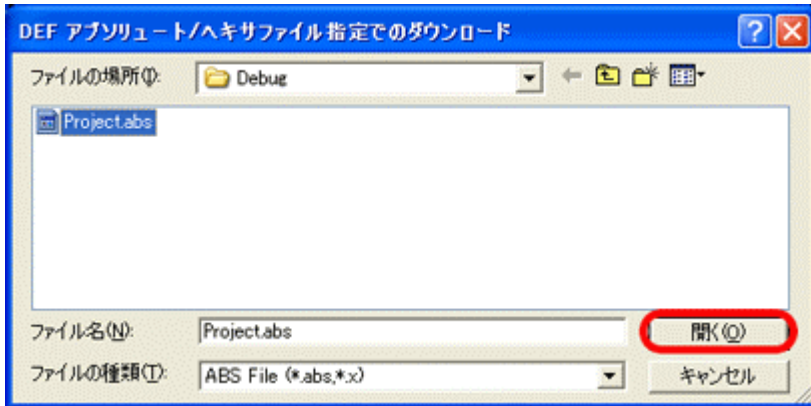 DEF アブソリュート/ヘキサファイル指定でのダウンロード
ファイルの場所(I):
Debug
Project.abs
ファイル名(N):
Project.abs
開く(O)
ファイルの種類(T):
ABS File (*.abs,*.x)
キャンセル